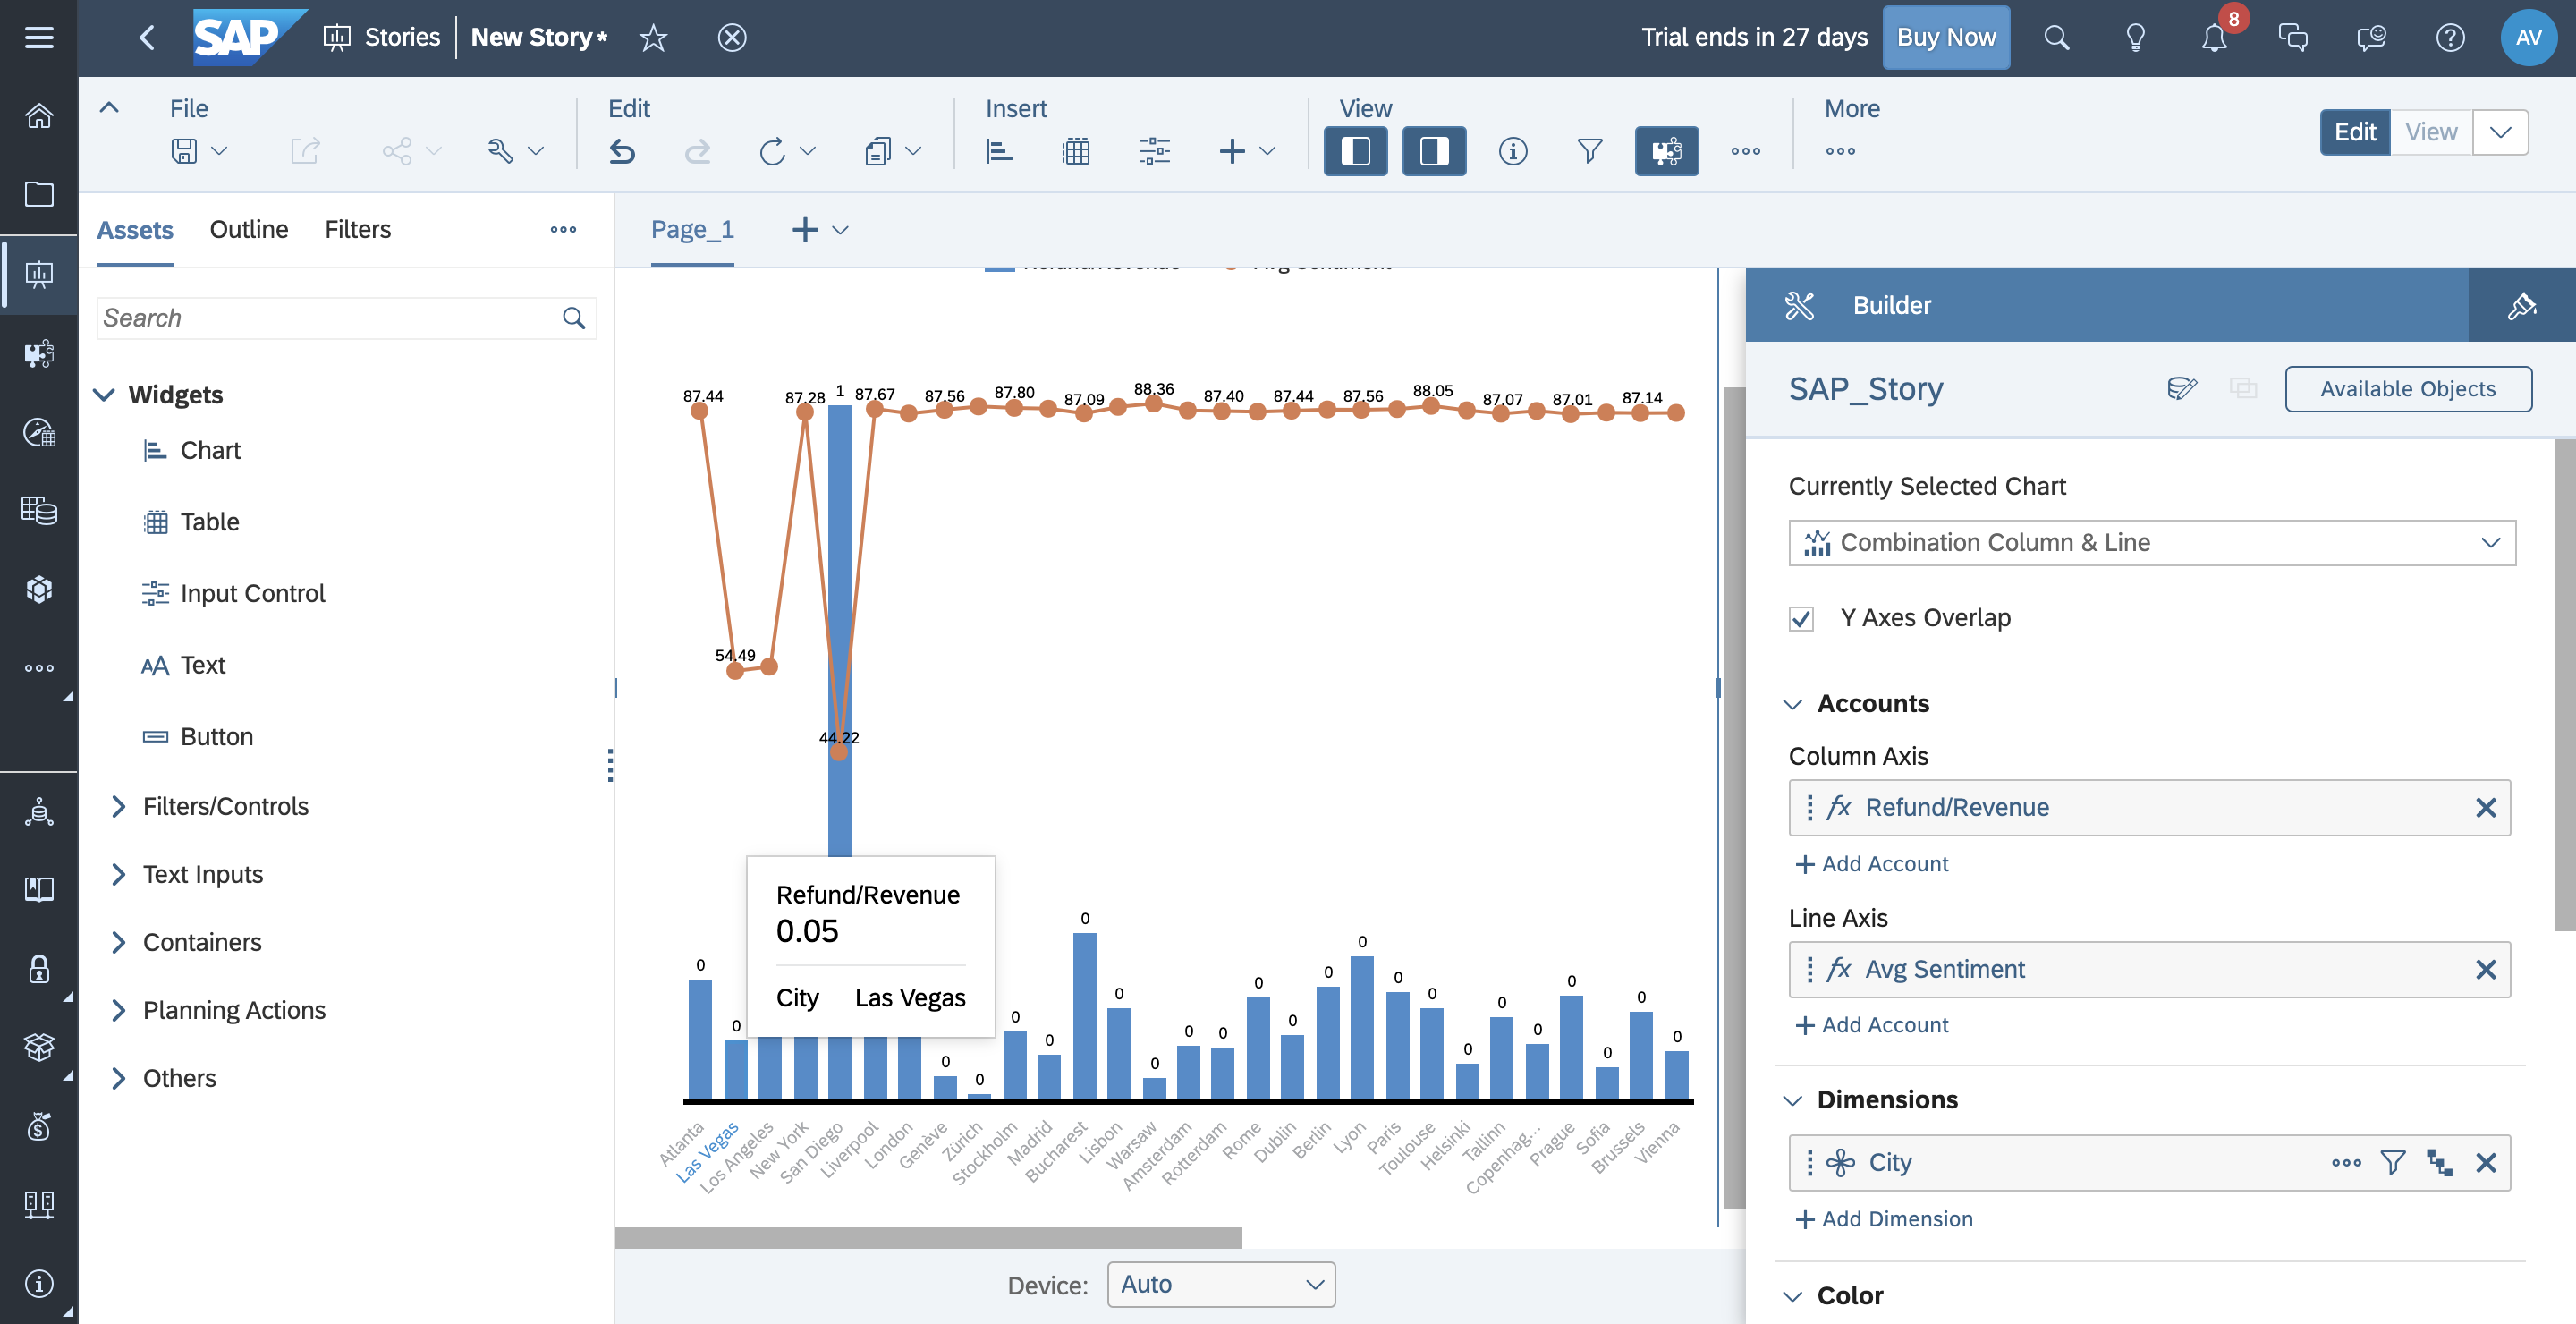 SAP Stories New Story* Trial ends in 27 days Buy Now 8 AV
File Edit Insert View More
Edit View
Assets Outline Filters
Page_1
Refund/Revenue Avg Sentiment
Search
Widgets
Chart
Table
Input Control
Text
Button
Filters/Controls
Text Inputs
Containers
Planning Actions
Others
87.44 87.28 1 87.67 87.56 87.80 87.09 88.36 87.40 87.44 87.56 88.05 87.07 87.01 87.14
54.49
44.22
Refund/Revenue
0.05
City Las Vegas
0 0 0 0 0 0 0 0 0 0 0 0 0 0 0 0 0 0 0 0 0 0 0 0
Atlanta
Las Vegas
Los Angeles
New York
San Diego
Liverpool
London
Genève
Zürich
Stockholm
Madrid
Bucharest
Lisbon
Warsaw
Amsterdam
Rotterdam
Rome
Dublin
Berlin
Lyon
Paris
Toulouse
Helsinki
Tallinn
Copenhag...
Prague
Sofia
Brussels
Vienna
Device: Auto
Builder
SAP_Story
Available Objects
Currently Selected Chart
Combination Column & Line
Y Axes Overlap
Accounts
Column Axis
fx Refund/Revenue
+ Add Account
Line Axis
fx Avg Sentiment
+ Add Account
Dimensions
City
+ Add Dimension
Color